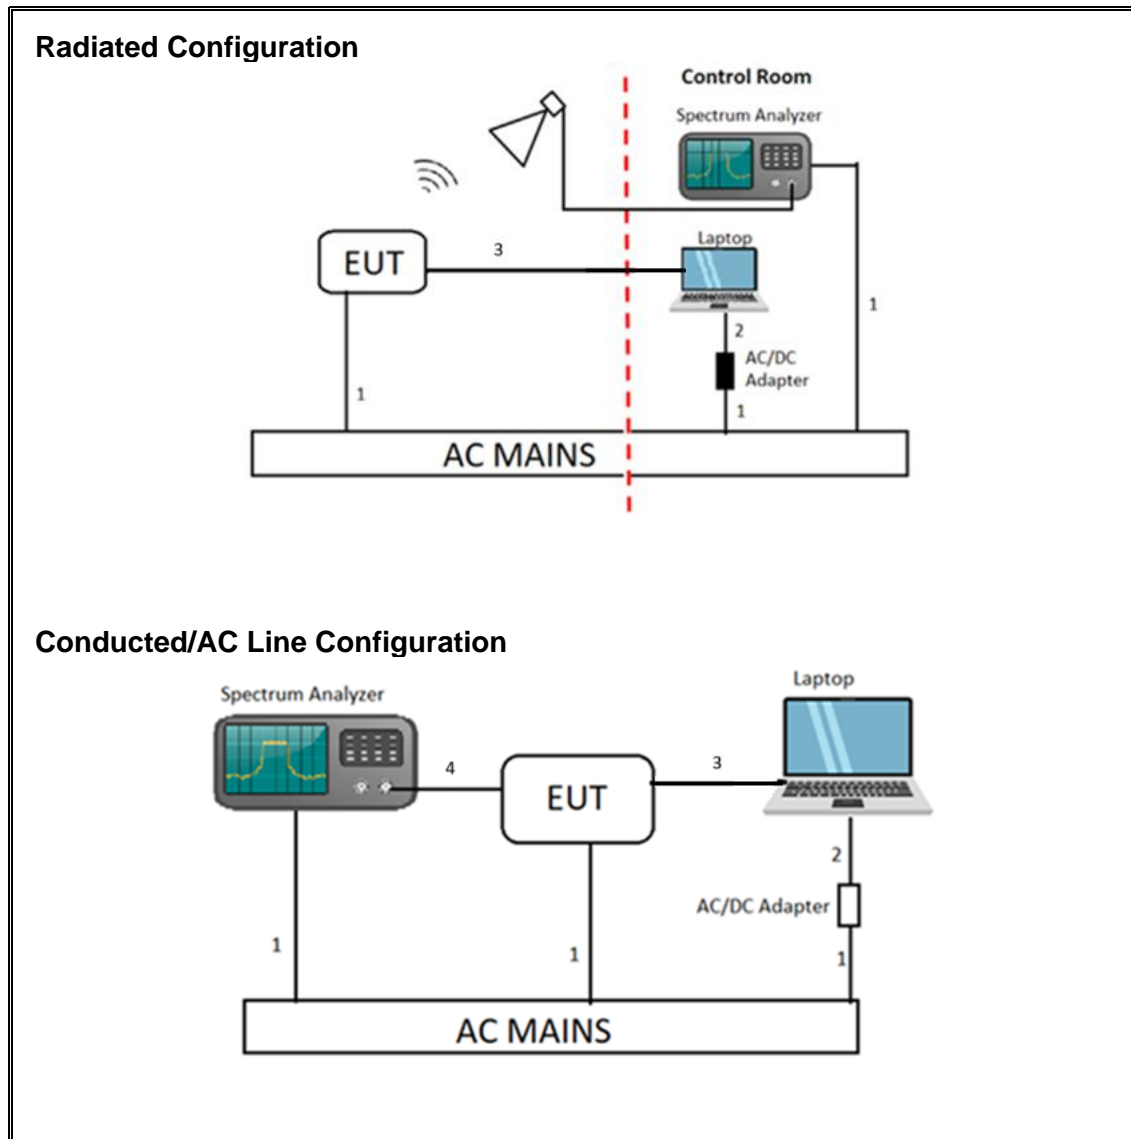 Radiated Configuration
Control Room
Spectrum Analyzer
Laptop
EUT
3
1
2
AC/DC
Adapter
1
1
AC MAINS
Conducted/AC Line Configuration
Laptop
Spectrum Analyzer
4
EUT
3
2
AC/DC Adapter
1
1
1
AC MAINS